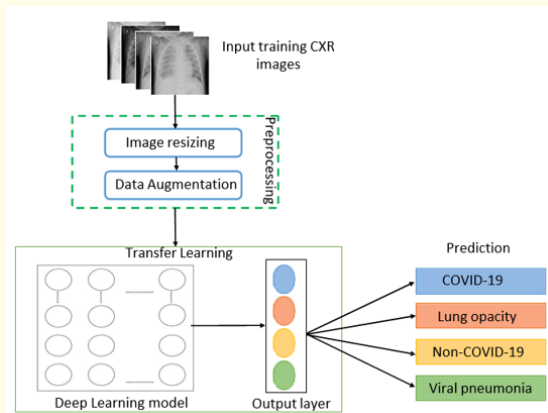 Input training CXR
images
Preprocessing
Image resizing
Data Augmentation
Transfer Learning
Prediction
COVID-19
Lung opacity
Non-COVID-19
Viral pneumonia
Deep Learning model
Output layer